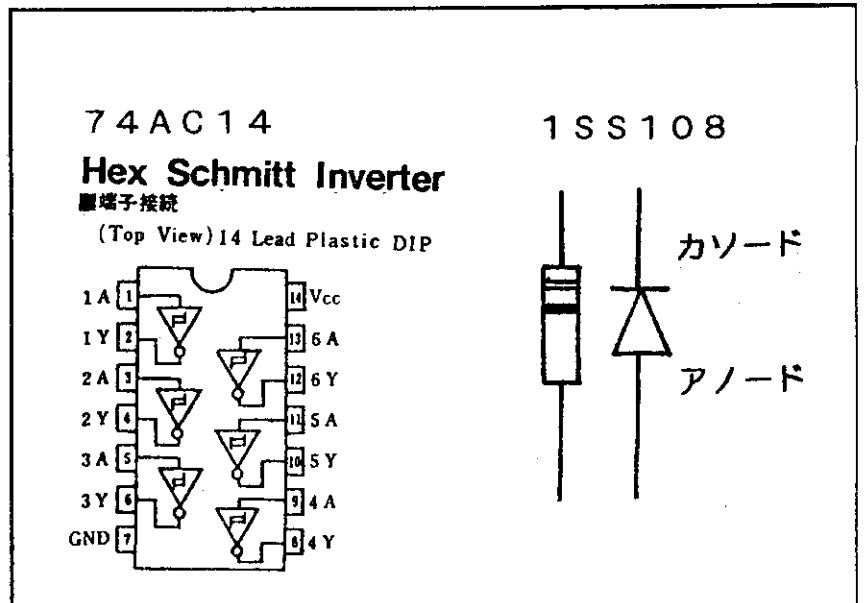 74AC14
Hex Schmitt Inverter
端子接続
(Top View) 14 Lead Plastic DIP
1A 1
1Y 2
2A 3
2Y 4
3A 5
3Y 6
GND 7
14 Vcc
13 6A
12 6Y
11 5A
10 5Y
9 4A
8 4Y
1SS108
カソード
アノード